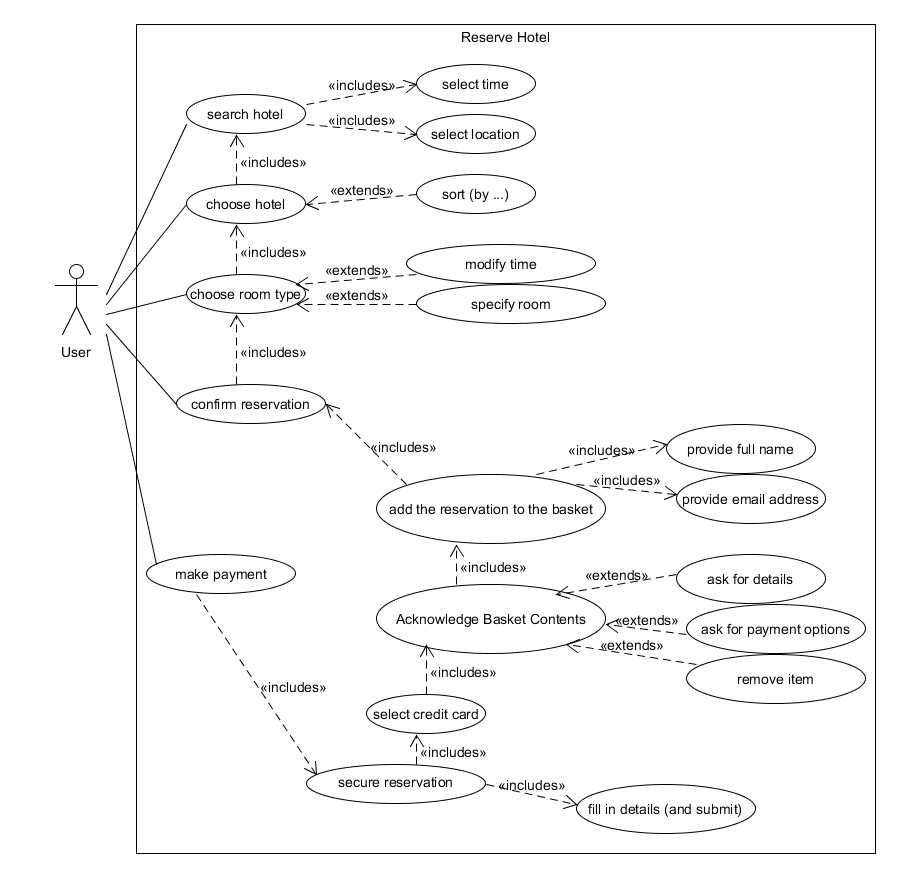 Reserve Hotel
«includes»
select time
search hotel
«includes»
select location
«includes»
choose hotel
«extends»
sort (by ...)
«includes»
modify time
«extends»
choose room type
«extends»
specify room
User
«includes»
confirm reservation
«includes»
«includes»
provide full name
«includes»
provide email address
add the reservation to the basket
make payment
«includes»
«extends»
ask for details
Acknowledge Basket Contents
«extends»
ask for payment options
«extends»
remove item
«includes»
«includes»
select credit card
«includes»
secure reservation
«includes»
fill in details (and submit)